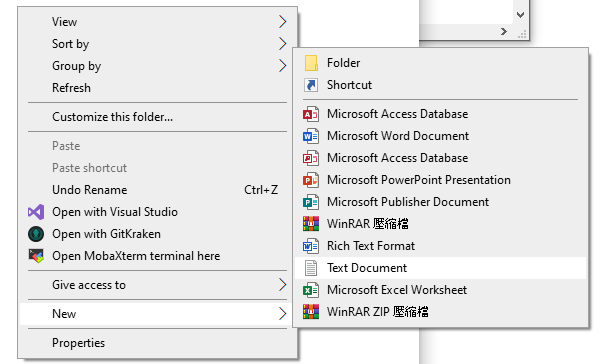 View
Sort by
Group by
Refresh
Customize this folder...
Paste
Paste shortcut
Undo Rename Ctrl+Z
Open with Visual Studio
Open with GitKraken
Open MobaXterm terminal here
Give access to
New
Properties
Folder
Shortcut
Microsoft Access Database
Microsoft Word Document
Microsoft Access Database
Microsoft PowerPoint Presentation
Microsoft Publisher Document
WinRAR 壓縮檔
Rich Text Format
Text Document
Microsoft Excel Worksheet
WinRAR ZIP 壓縮檔